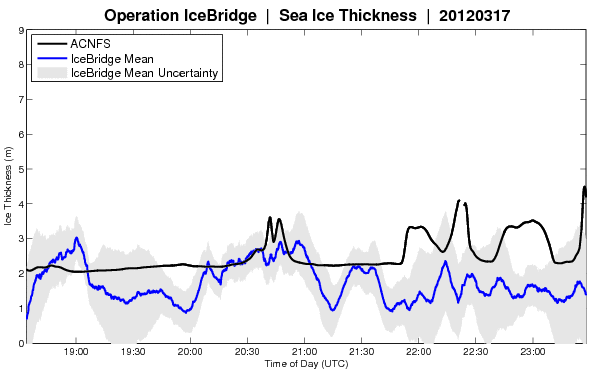 Operation IceBridge | Sea Ice Thickness | 20120317
9
8
7
6
5
4
3
2
1
0
Ice Thickness (m)
ACNFS
IceBridge Mean
IceBridge Mean Uncertainty
19:00 19:30 20:00 20:30 21:00 21:30 22:00 22:30 23:00
Time of Day (UTC)